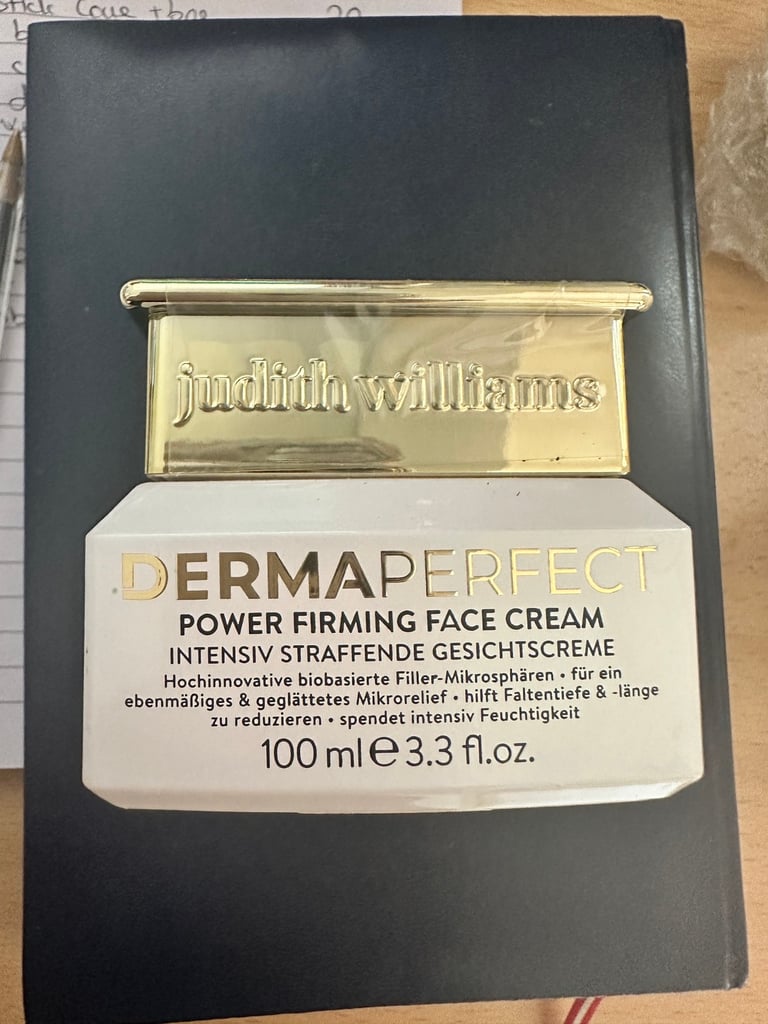 20
judith williams
DERMAPERFECT
POWER FIRMING FACE CREAM
INTENSIV STRAFFENDE GESICHTSCREME
Hochinnovative biobasierte Filler-Mikrosphären • für ein
ebenmäßiges & geglättetes Mikrorelief • hilft Faltentiefe & -länge
zu reduzieren • spendet intensiv Feuchtigkeit
100 ml ℮ 3.3 fl.oz.